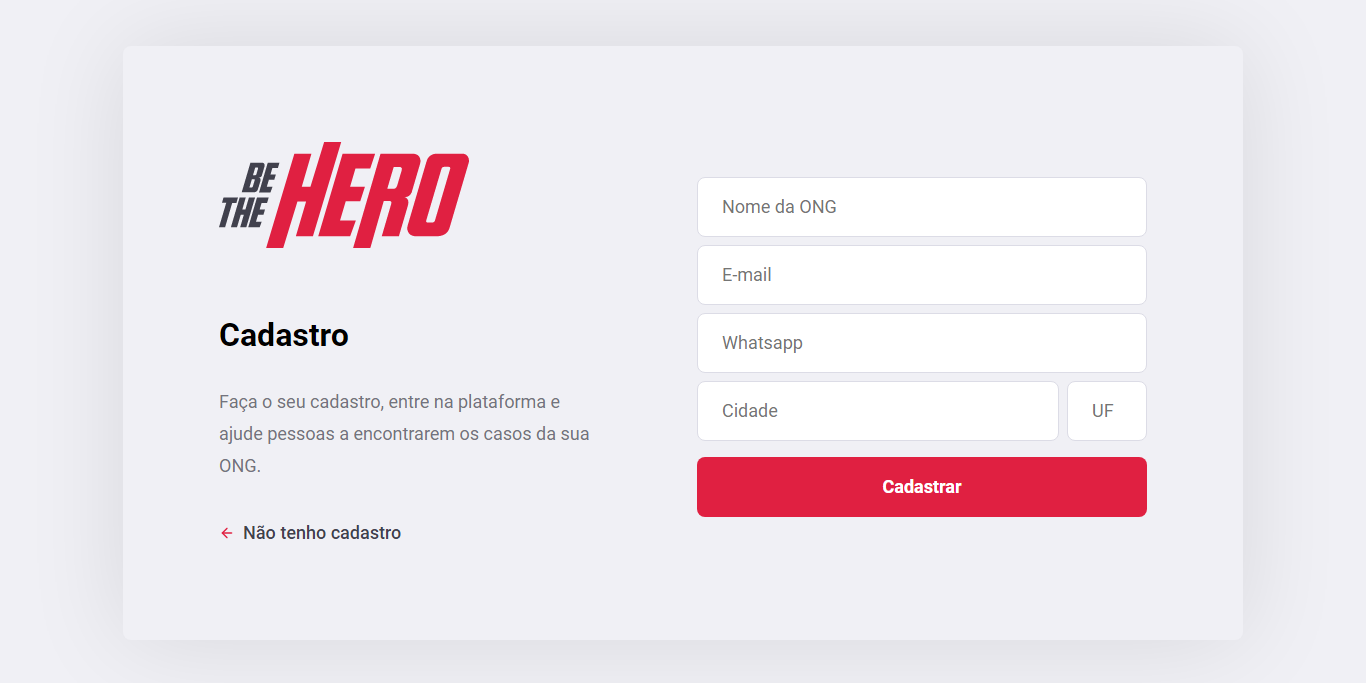 BE
THE
HERO
Cadastro
Faça o seu cadastro, entre na plataforma e
ajude pessoas a encontrarem os casos da sua
ONG.
Não tenho cadastro
Nome da ONG
E-mail
Whatsapp
Cidade
UF
Cadastrar